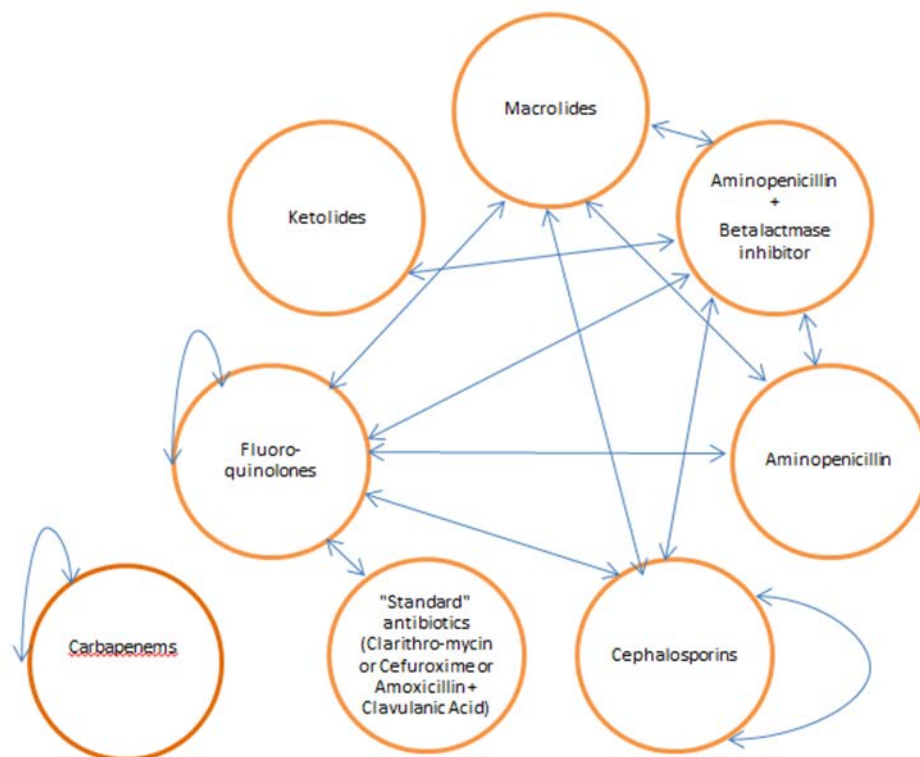 Macrolides
Aminopenicillin
+
Betalactmase
inhibitor
Ketolides
Fluoro-
quinolones
Aminopenicillin
Carbapenems
"Standard"
antibiotics
(Clarithro-mycin
or Cefuroxime or
Amoxicillin +
Clavulanic Acid)
Cephalosporins